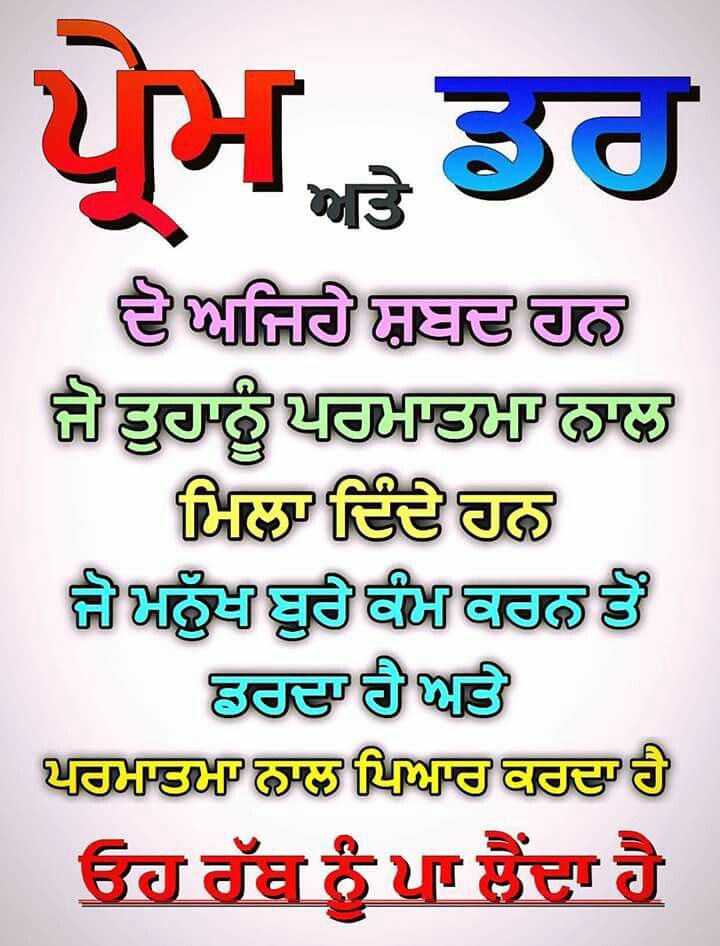 ਪ੍ਰੇਮ ਅਤੇ ਡਰ
ਦੋ ਅਜਿਹੇ ਸ਼ਬਦ ਹਨ
ਜੋ ਤੁਹਾਨੂੰ ਪਰਮਾਤਮਾ ਨਾਲ
ਮਿਲਾ ਦਿੰਦੇ ਹਨ
ਜੋ ਮਨੁੱਖ ਬੁਰੇ ਕੰਮ ਕਰਨ ਤੋਂ
ਡਰਦਾ ਹੈ ਅਤੇ
ਪਰਮਾਤਮਾ ਨਾਲ ਪਿਆਰ ਕਰਦਾ ਹੈ
ਓਹ ਰੱਬ ਨੂੰ ਪਾ ਲੈਂਦਾ ਹੈ